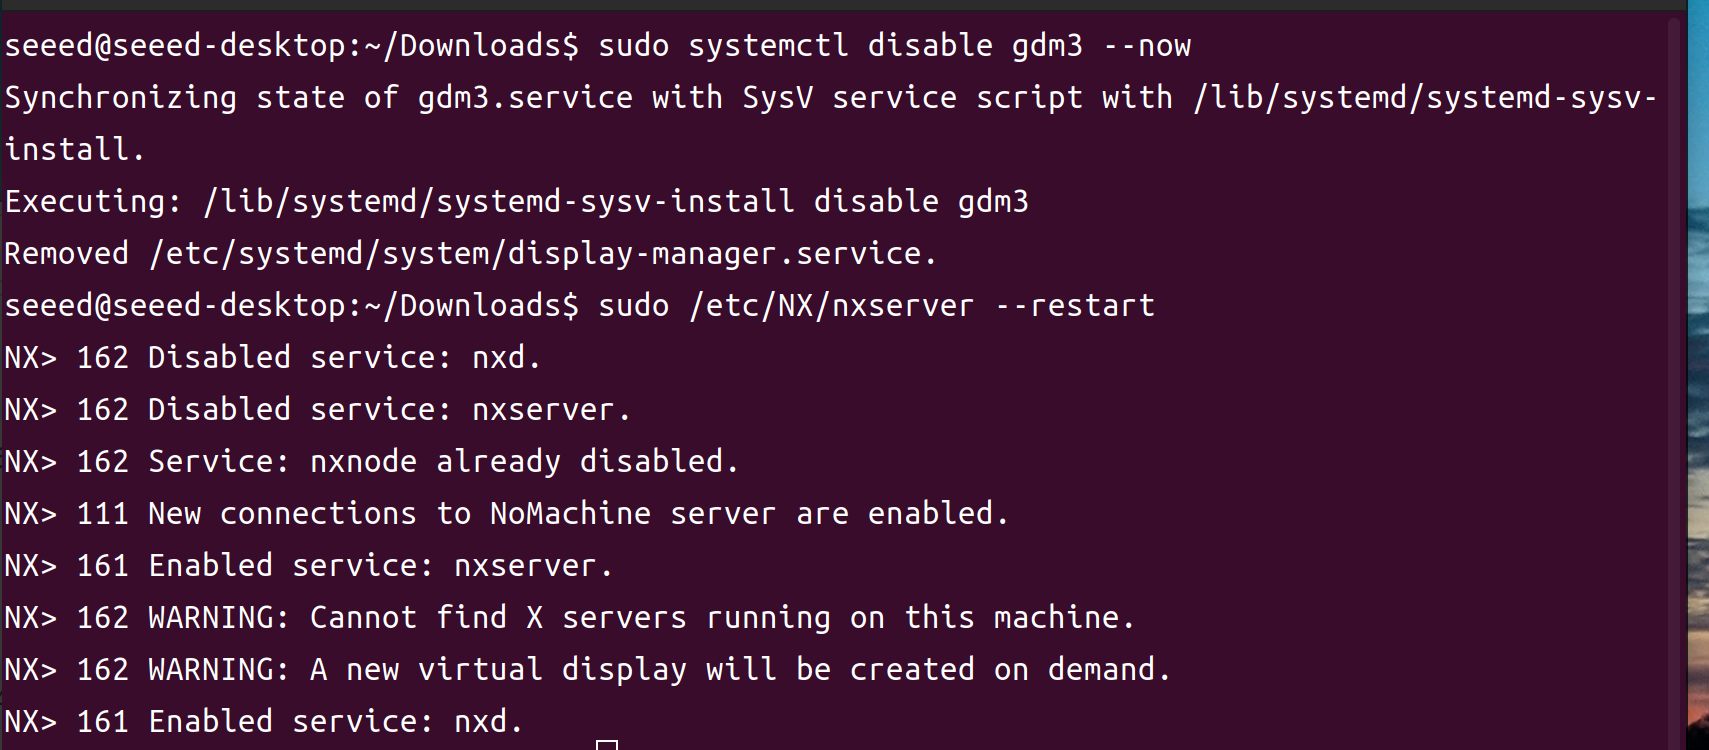 seeed@seeed-desktop:~/Downloads$ sudo systemctl disable gdm3 --now
Synchronizing state of gdm3.service with SysV service script with /lib/systemd/systemd-sysv-
install.
Executing: /lib/systemd/systemd-sysv-install disable gdm3
Removed /etc/systemd/system/display-manager.service.
seeed@seeed-desktop:~/Downloads$ sudo /etc/NX/nxserver --restart
NX> 162 Disabled service: nxd.
NX> 162 Disabled service: nxserver.
NX> 162 Service: nxnode already disabled.
NX> 111 New connections to NoMachine server are enabled.
NX> 161 Enabled service: nxserver.
NX> 162 WARNING: Cannot find X servers running on this machine.
NX> 162 WARNING: A new virtual display will be created on demand.
NX> 161 Enabled service: nxd.